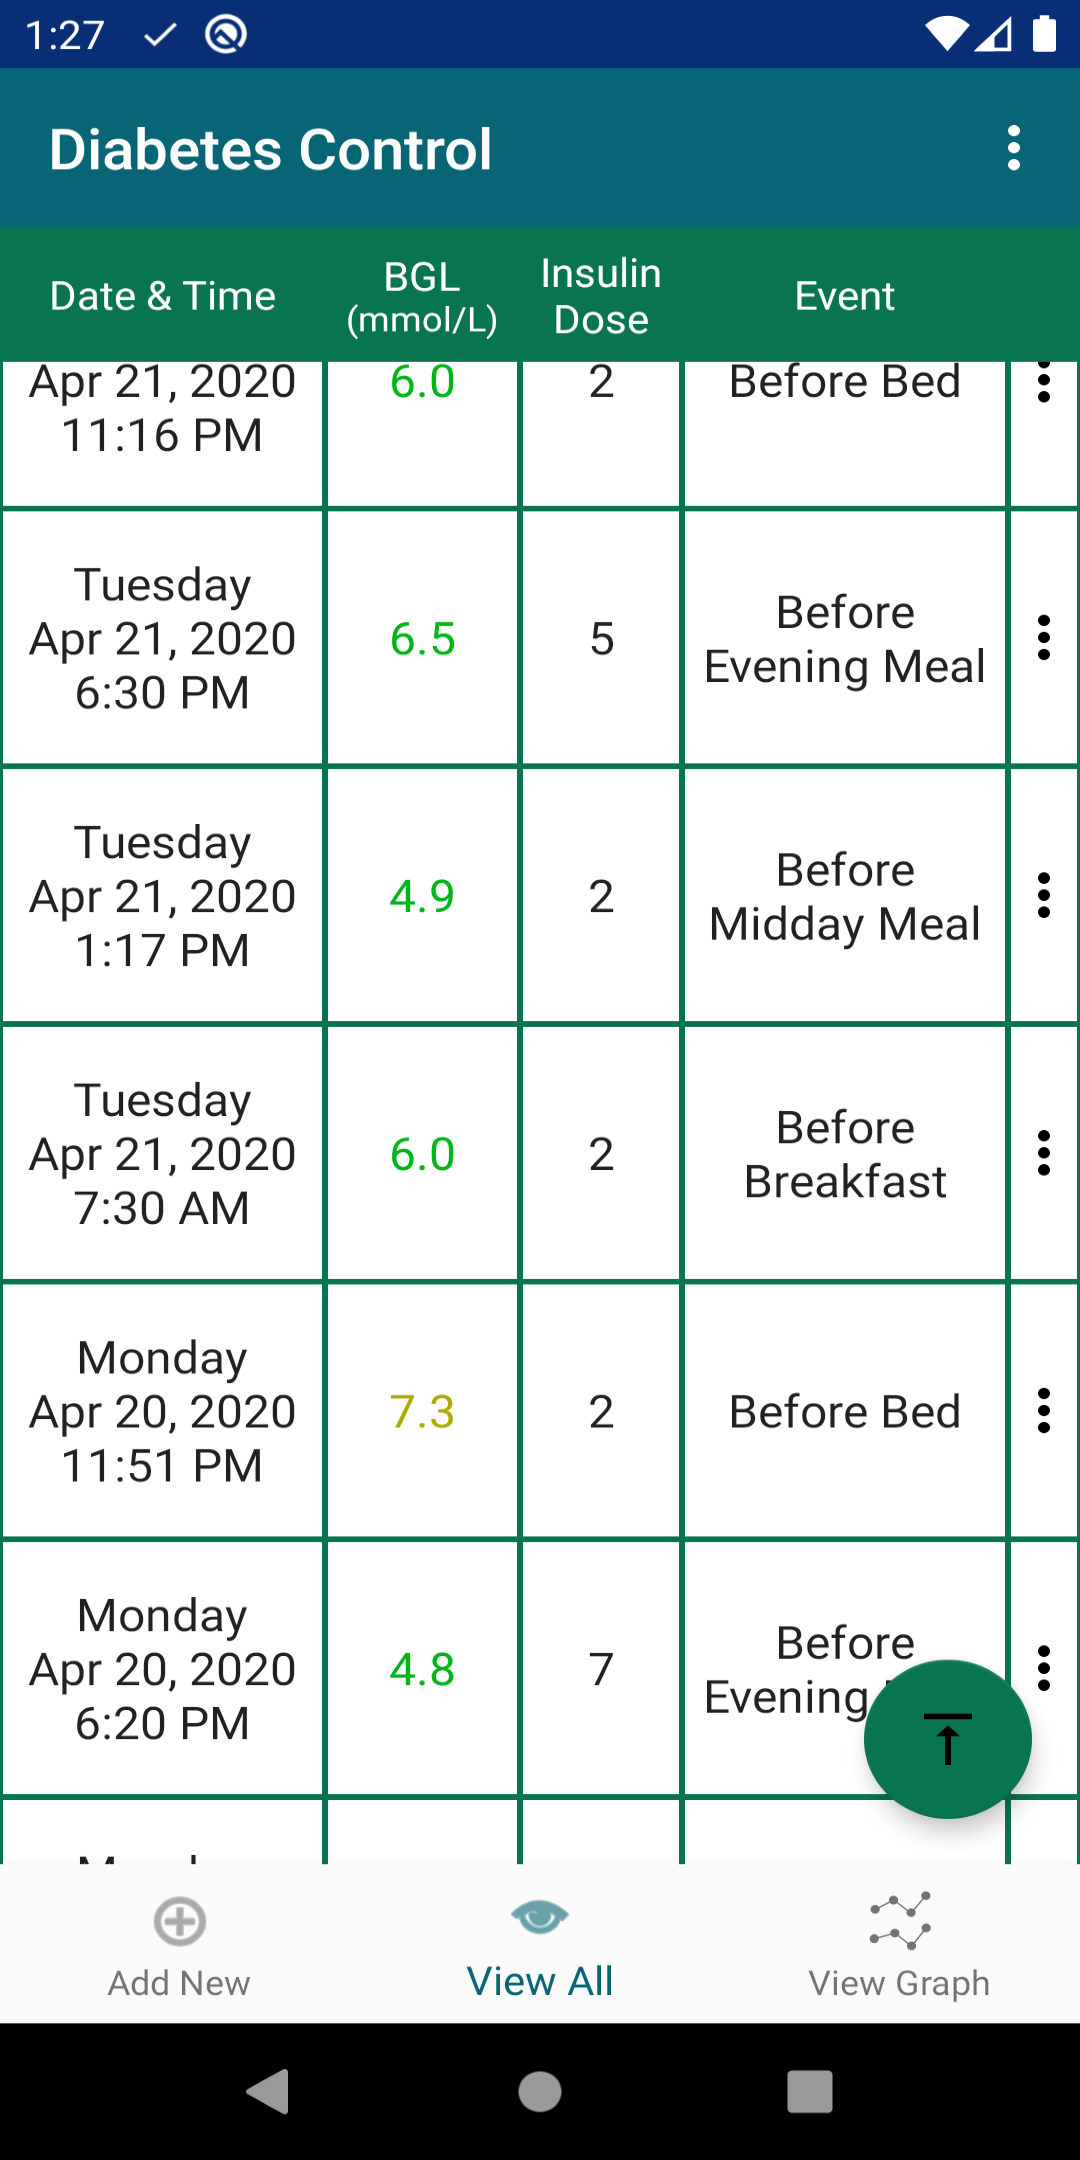 1:27
Diabetes Control
Date & Time
BGL
(mmol/L)
Insulin
Dose
Event
Apr 21, 2020
11:16 PM
6.0
2
Before Bed
Tuesday
Apr 21, 2020
6:30 PM
6.5
5
Before
Evening Meal
Tuesday
Apr 21, 2020
1:17 PM
4.9
2
Before
Midday Meal
Tuesday
Apr 21, 2020
7:30 AM
6.0
2
Before
Breakfast
Monday
Apr 20, 2020
11:51 PM
7.3
2
Before Bed
Monday
Apr 20, 2020
6:20 PM
4.8
7
Before
Evening
Add New
View All
View Graph